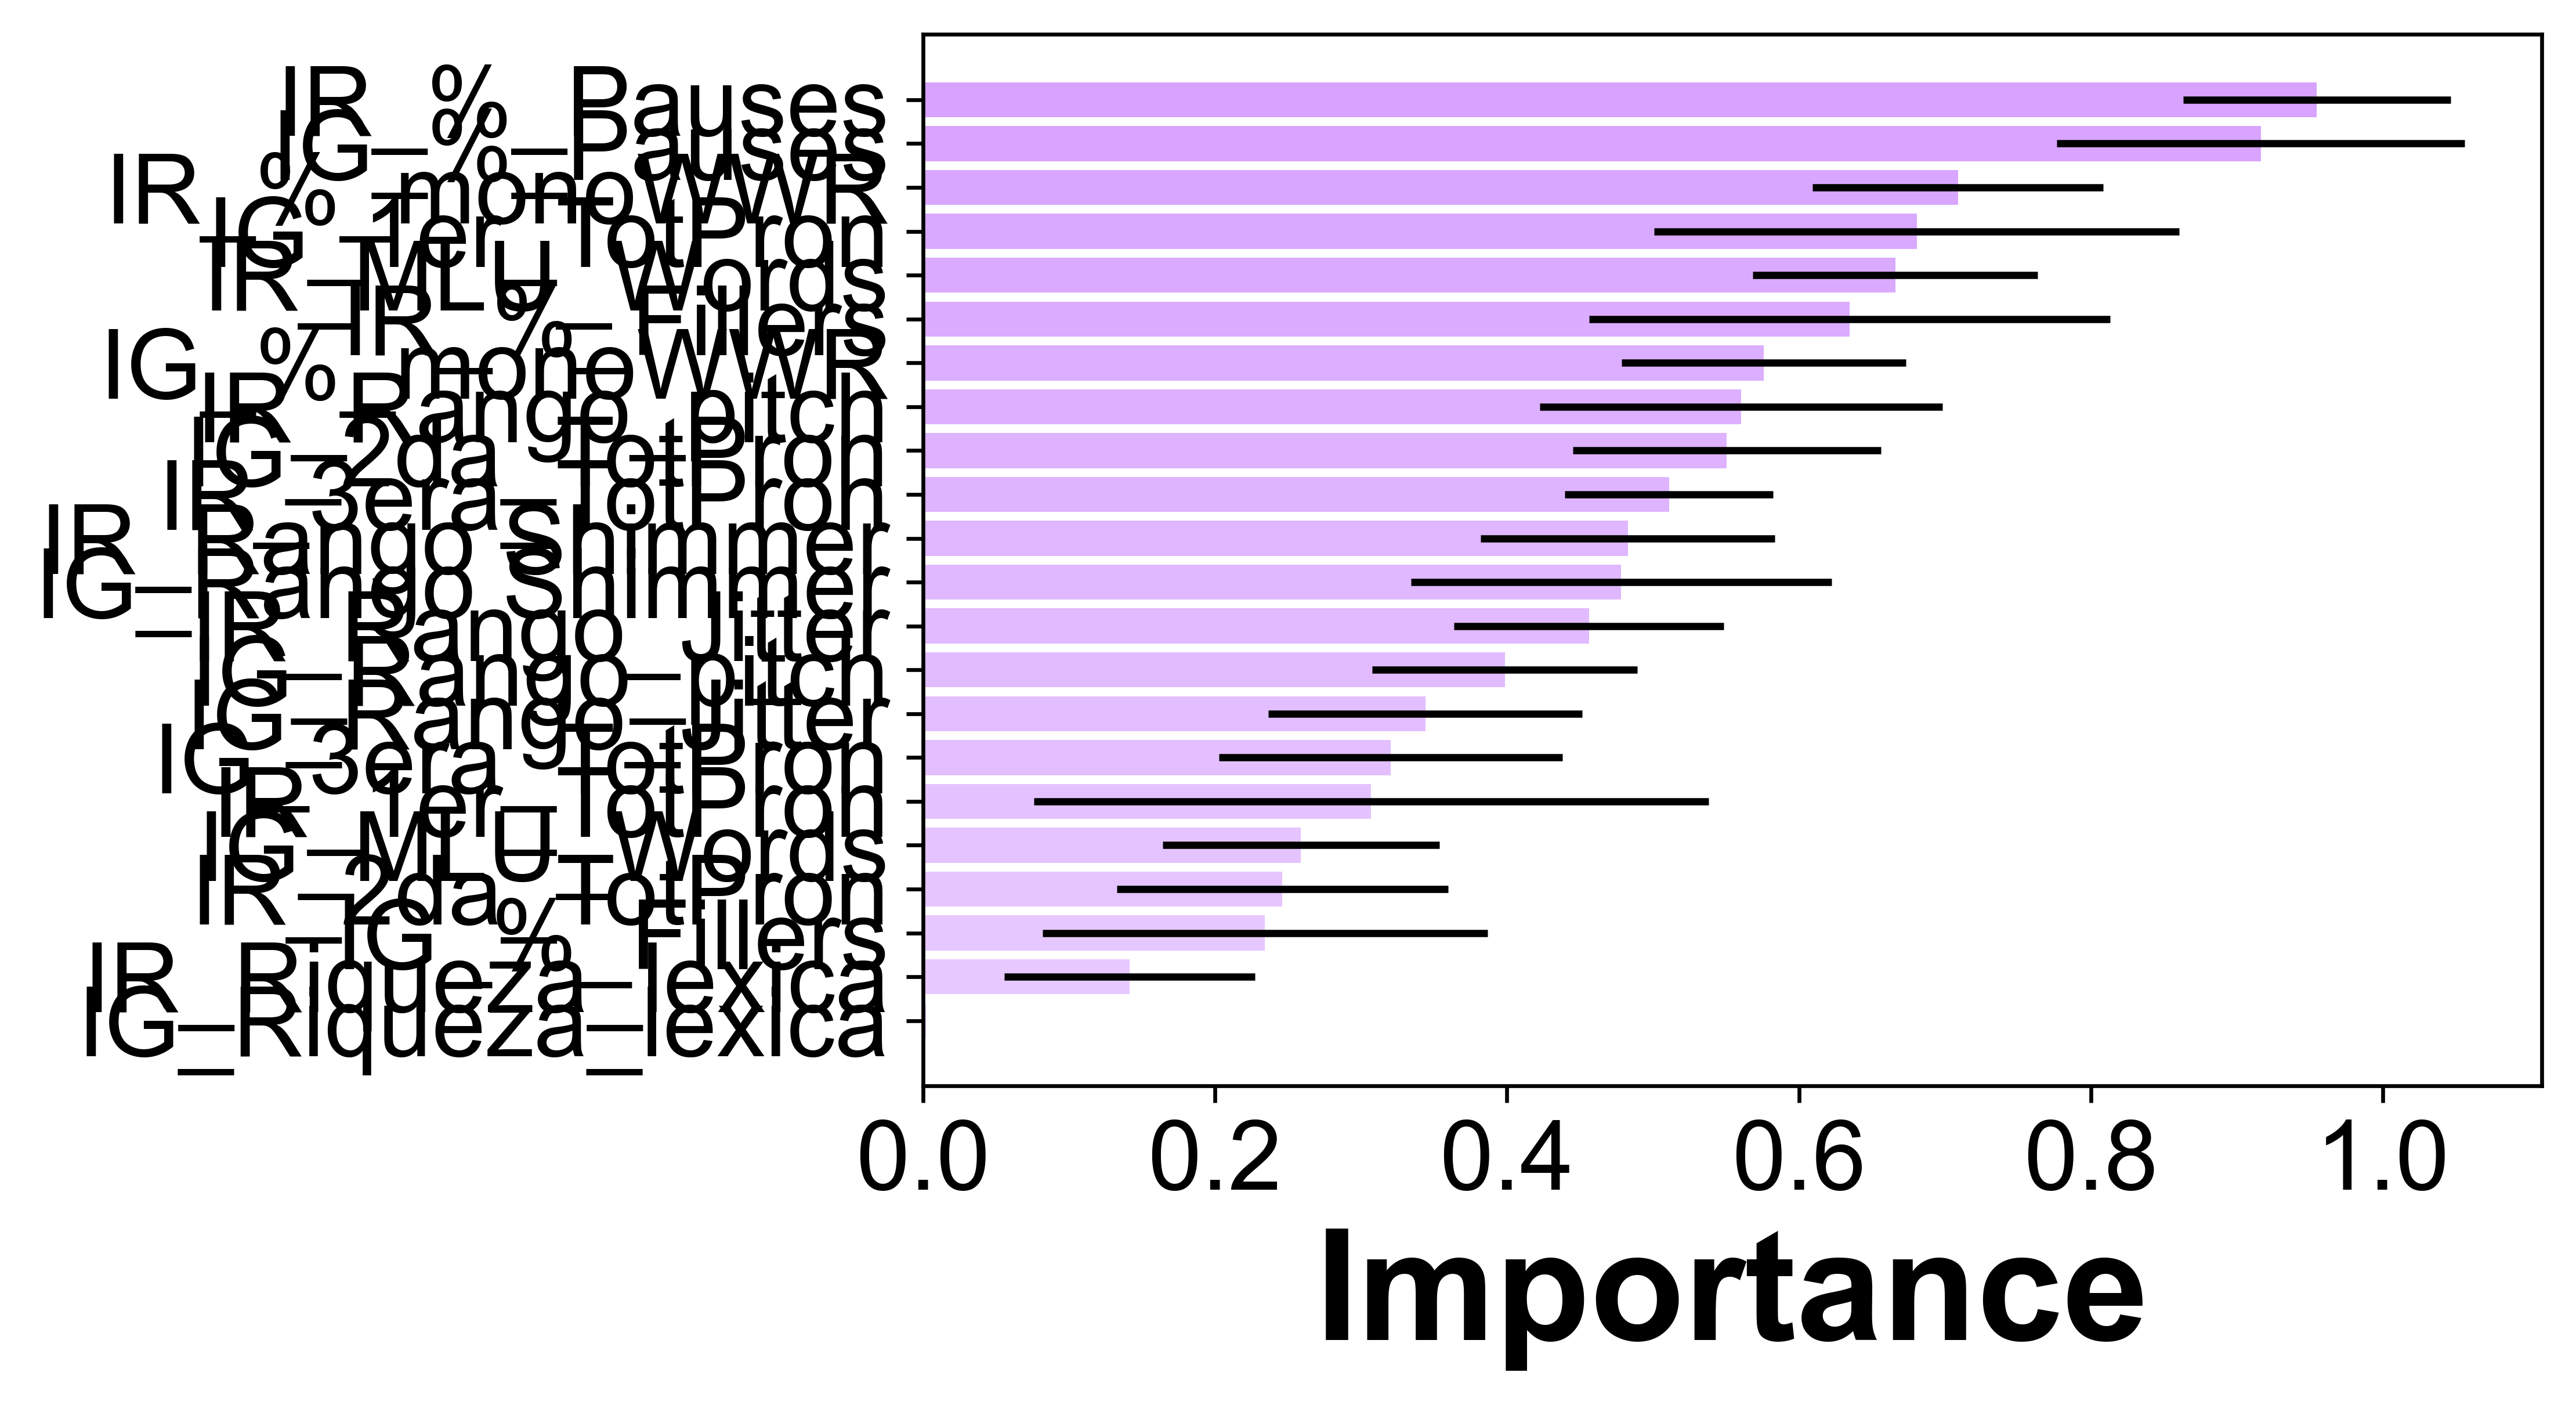 IR_%_Pauses
IG_%_Pauses
IR_%_monoWWR
IG_1er_TotPron
IR_MLU_Words
IR_%_Fillers
IG_%_monoWWR
IR_Rango_pitch
IG_2da_TotPron
IR_3era_TotPron
IR_Rango_Shimmer
IG_Rango_Shimmer
IR_Rango_Jitter
IG_Rango_pitch
IG_Rango_Jitter
IG_3era_TotPron
IR_1er_TotPron
IG_MLU_Words
IR_2da_TotPron
IG_%_Fillers
IR_Riqueza_lexica
IG_Riqueza_lexica
0.0 0.2 0.4 0.6 0.8 1.0
Importance